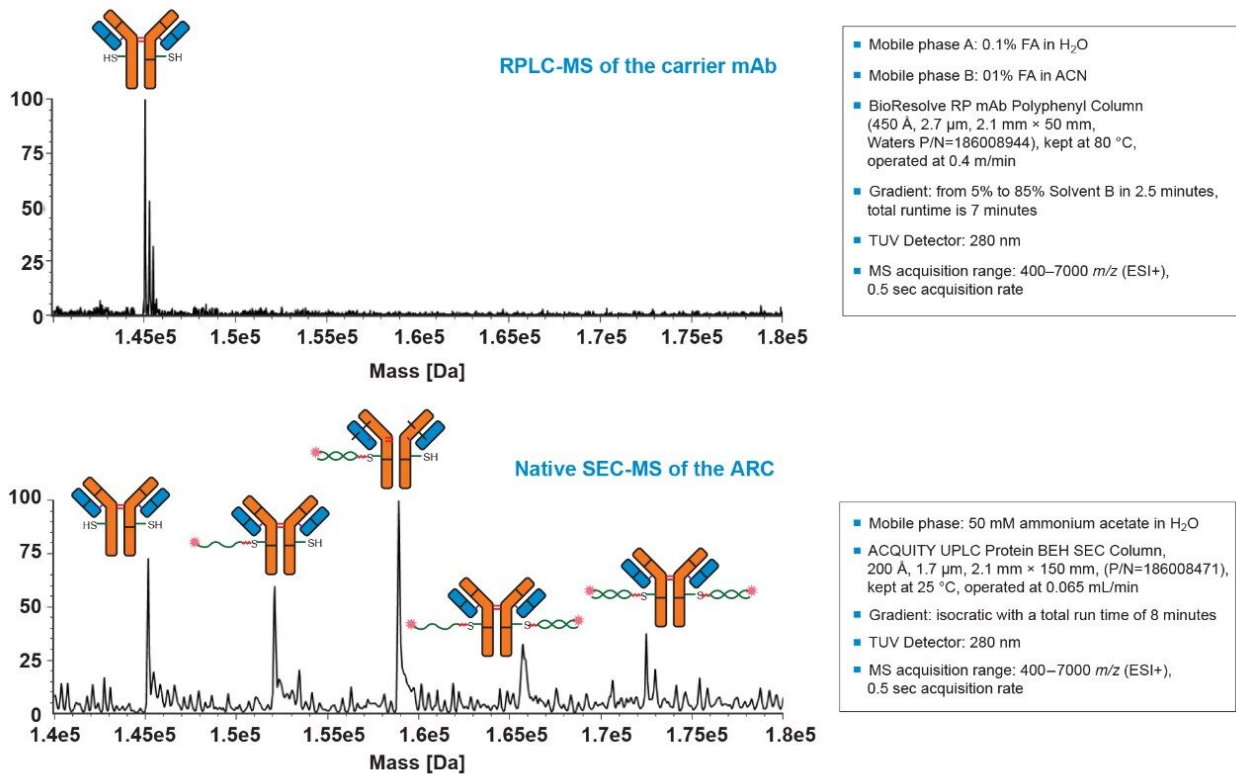 HS
SH
RPLC-MS of the carrier mAb
100
75
50
25
0
1.45e5 1.5e5 1.55e5 1.6e5 1.65e5 1.7e5 1.75e5 1.8e5
Mass [Da]
Mobile phase A: 0.1% FA in H₂O
Mobile phase B: 01% FA in ACN
BioResolve RP mAb Polyphenyl Column
(450 Å, 2.7 µm, 2.1 mm × 50 mm,
Waters P/N=186008944), kept at 80 °C,
operated at 0.4 m/min
Gradient: from 5% to 85% Solvent B in 2.5 minutes,
total runtime is 7 minutes
TUV Detector: 280 nm
MS acquisition range: 400–7000 m/z (ESI+),
0.5 sec acquisition rate
Native SEC-MS of the ARC
HS
SH
S
SH
S
SH
S
S
S
S
100
75
50
25
0
1.4e5 1.45e5 1.5e5 1.55e5 1.6e5 1.65e5 1.7e5 1.75e5 1.8e5
Mass [Da]
Mobile phase: 50 mM ammonium acetate in H₂O
ACQUITY UPLC Protein BEH SEC Column,
200 Å, 1.7 µm, 2.1 mm × 150 mm, (P/N=186008471),
kept at 25 °C, operated at 0.065 mL/min
Gradient: isocratic with a total run time of 8 minutes
TUV Detector: 280 nm
MS acquisition range: 400–7000 m/z (ESI+),
0.5 sec acquisition rate